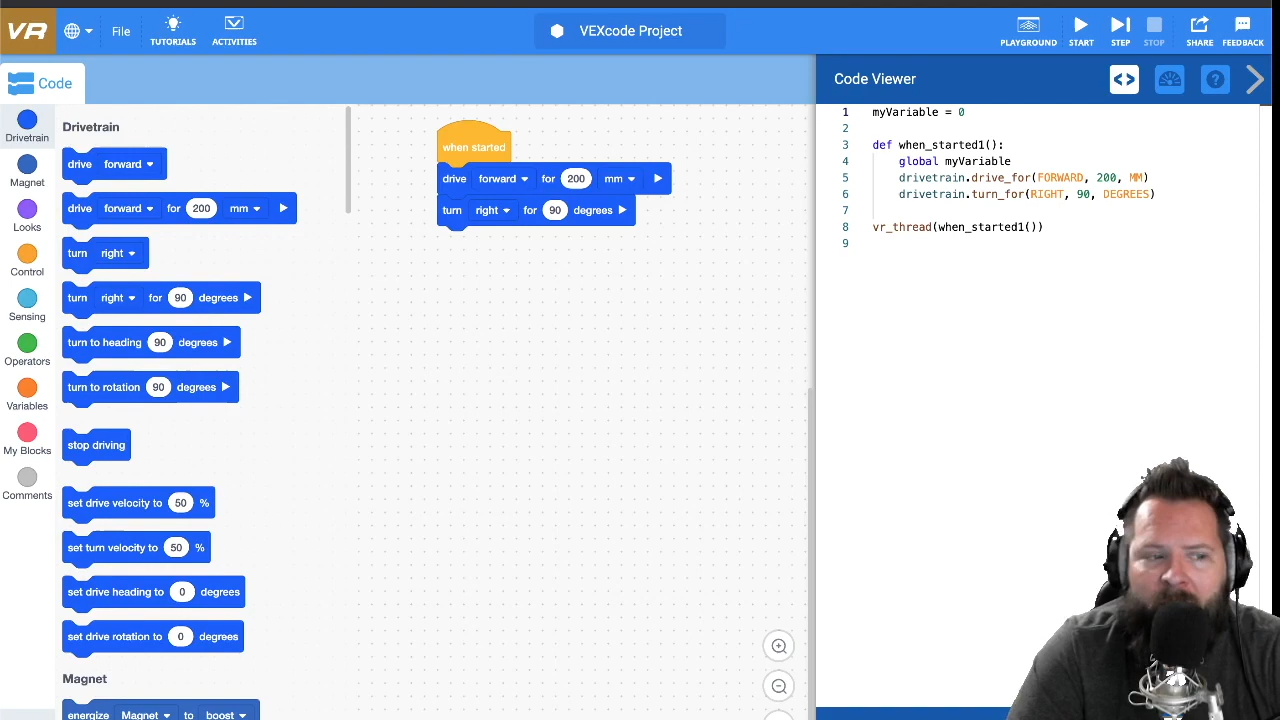 VR
File
TUTORIALS
ACTIVITIES
VEXcode Project
PLAYGROUND
START
STEP
STOP
SHARE
FEEDBACK
Code
Drivetrain
Magnet
Looks
Control
Sensing
Operators
Variables
My Blocks
Comments
Drivetrain
drive forward
drive forward for 200 mm
turn right
turn right for 90 degrees
turn to heading 90 degrees
turn to rotation 90 degrees
stop driving
set drive velocity to 50 %
set turn velocity to 50 %
set drive heading to 0 degrees
set drive rotation to 0 degrees
Magnet
energize Magnet to boost
when started
drive forward for 200 mm
turn right for 90 degrees
Code Viewer
1 myVariable = 0
2
3 def when_started1():
4 global myVariable
5 drivetrain.drive_for(FORWARD, 200, MM)
6 drivetrain.turn_for(RIGHT, 90, DEGREES)
7
8 vr_thread(when_started1())
9